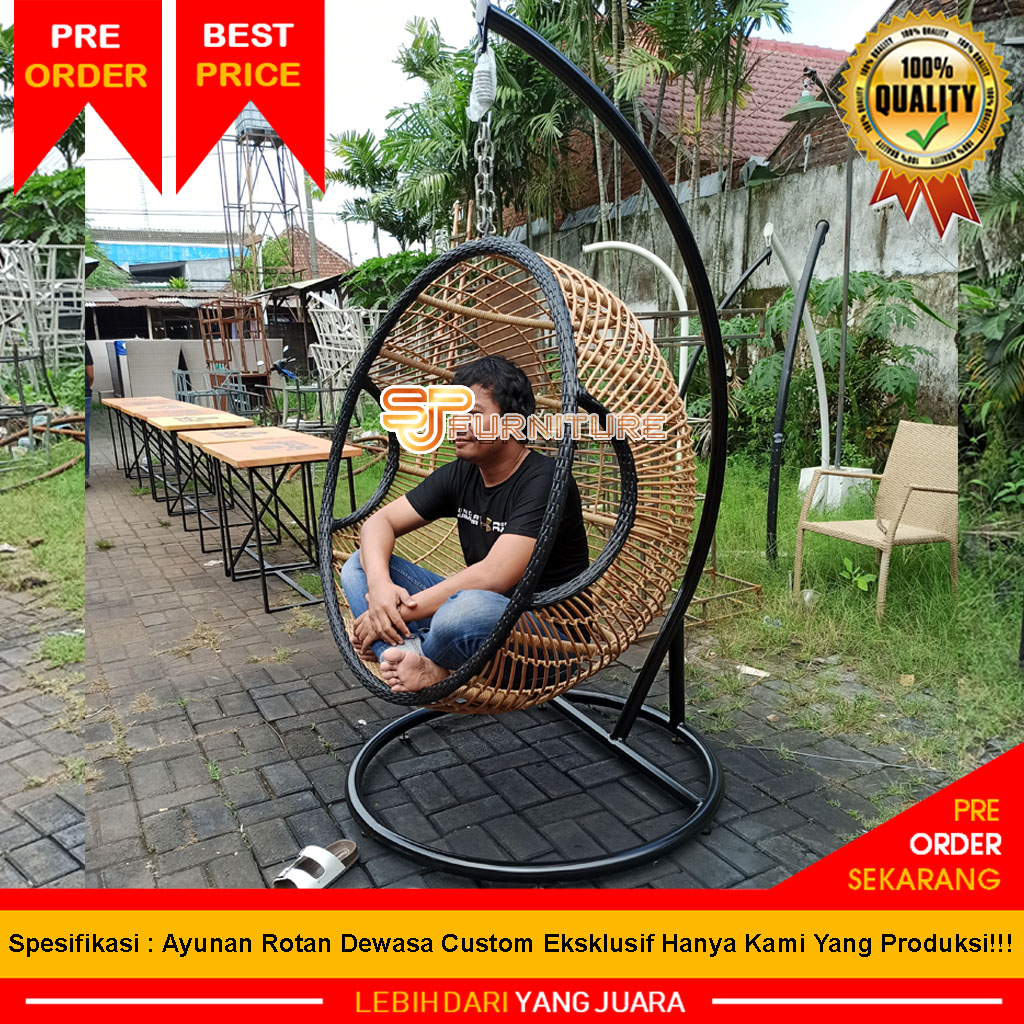 PRE
ORDER
BEST
PRICE
100%
QUALITY
SPJ FURNITURE
PRE
ORDER
SEKARANG
Spesifikasi : Ayunan Rotan Dewasa Custom Eksklusif Hanya Kami Yang Produksi!!!
LEBIH DARI YANG JUARA